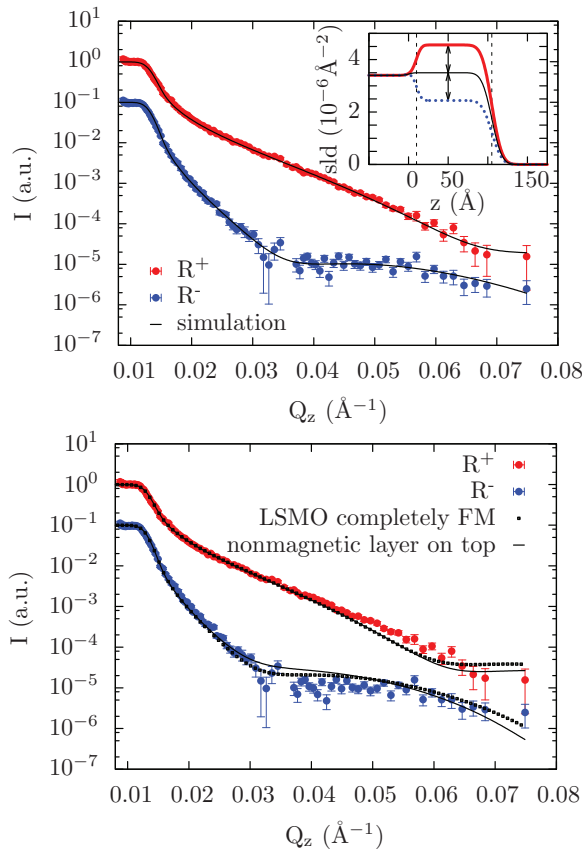 10^1
10^0
10^-1
10^-2
10^-3
10^-4
10^-5
10^-6
10^-7
I (a.u.)
sld (10^-6 Å^-2)
4
2
0
0 50 100 150
z (Å)
R^+
R^-
simulation
0.01 0.02 0.03 0.04 0.05 0.06 0.07 0.08
Q_z (Å^-1)
10^1
10^0
10^-1
10^-2
10^-3
10^-4
10^-5
10^-6
10^-7
I (a.u.)
R^+
R^-
LSMO completely FM
nonmagnetic layer on top
0.01 0.02 0.03 0.04 0.05 0.06 0.07 0.08
Q_z (Å^-1)